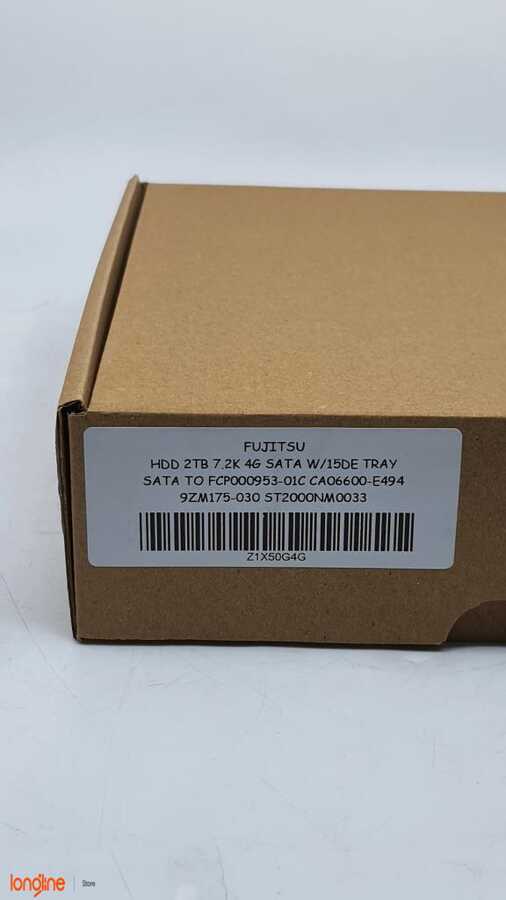 FUJITSU
HDD 2TB 7.2K 4G SATA W/15DE TRAY
SATA TO FCP000953-01C CA06600-E494
9ZM175-030 ST2000NM0033
Z1X50G4G
longline Store